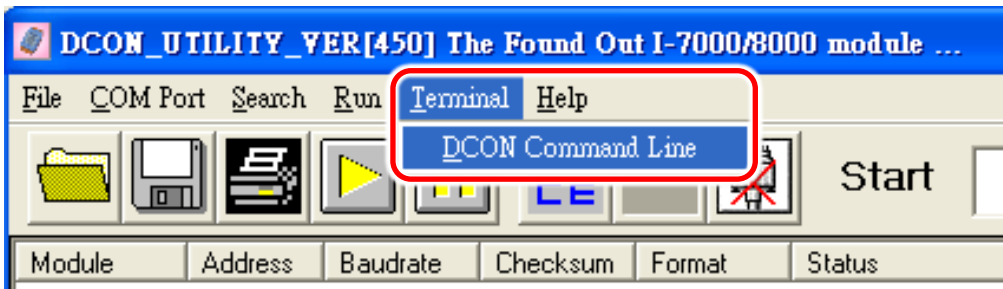 DCON_UTILITY_VER[450] The Found Out I-7000/8000 module ...
File COM Port Search Run Terminal Help
DCON Command Line
Start
Module Address Baudrate Checksum Format Status